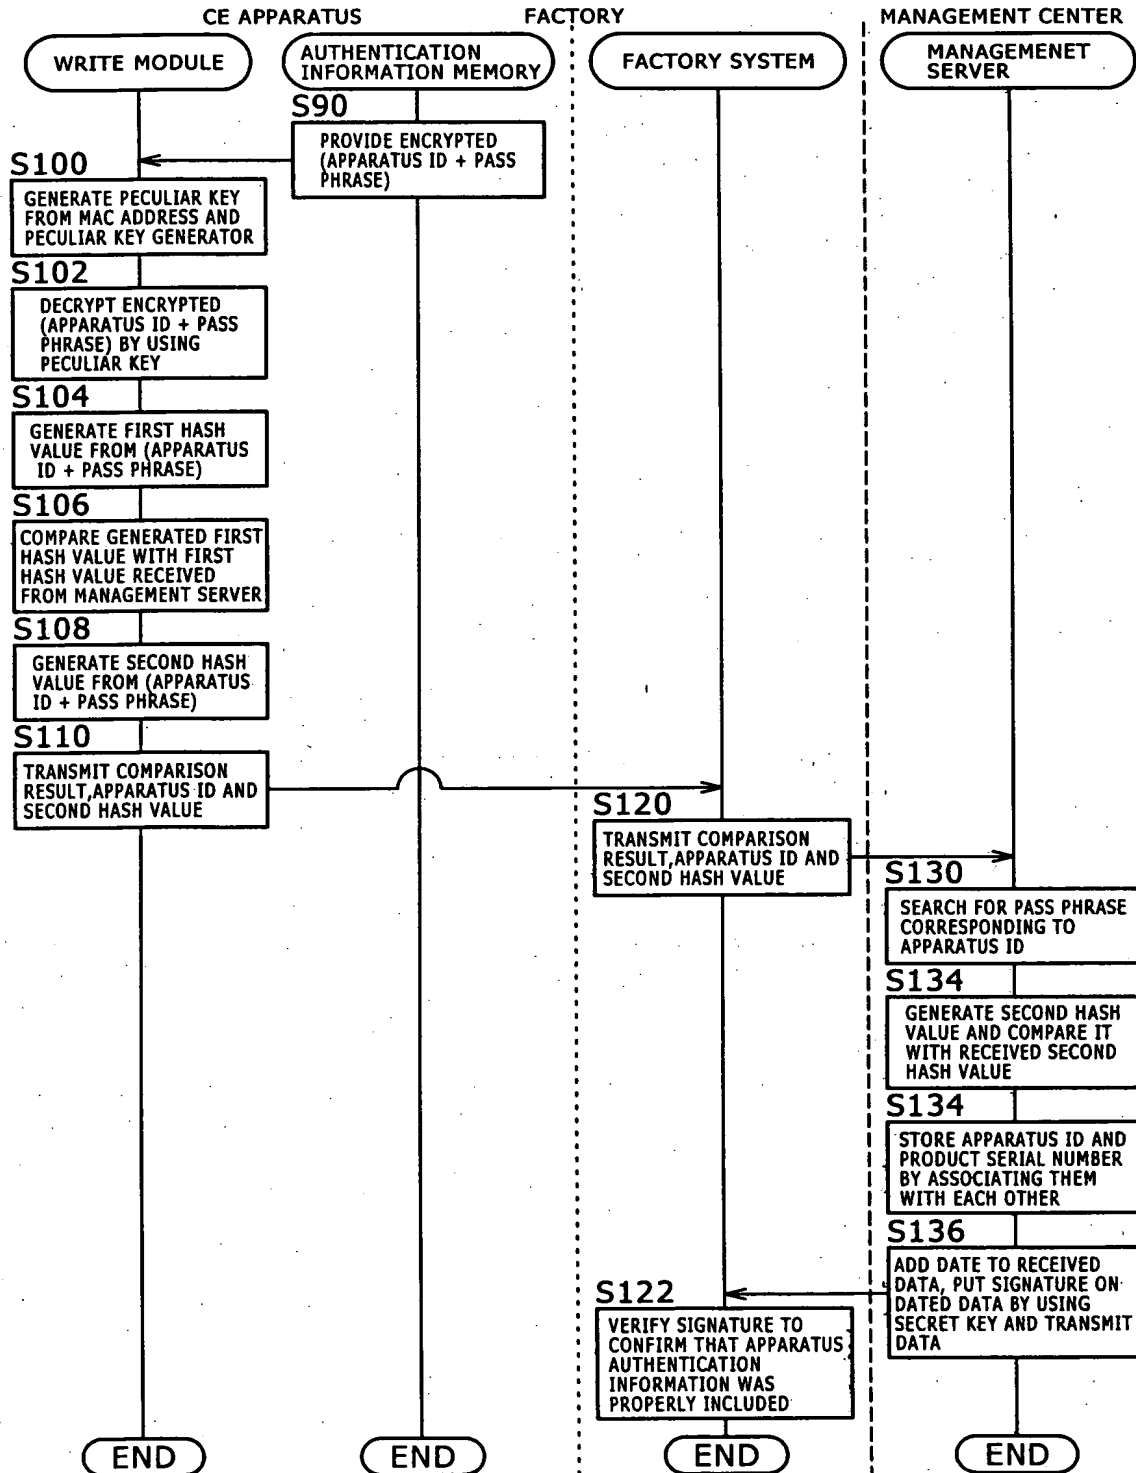 CE APPARATUS
FACTORY
MANAGEMENT CENTER
WRITE MODULE
AUTHENTICATION
INFORMATION MEMORY
FACTORY SYSTEM
MANAGEMENET
SERVER
S90
PROVIDE ENCRYPTED
(APPARATUS ID + PASS
PHRASE)
S100
GENERATE PECULIAR KEY
FROM MAC ADDRESS AND
PECULIAR KEY GENERATOR
S102
DECRYPT ENCRYPTED
(APPARATUS ID + PASS
PHRASE) BY USING
PECULIAR KEY
S104
GENERATE FIRST HASH
VALUE FROM (APPARATUS
ID + PASS PHRASE)
S106
COMPARE GENERATED FIRST
HASH VALUE WITH FIRST
HASH VALUE RECEIVED
FROM MANAGEMENT SERVER
S108
GENERATE SECOND HASH
VALUE FROM (APPARATUS
ID + PASS PHRASE)
S110
TRANSMIT COMPARISON
RESULT,APPARATUS ID AND
SECOND HASH VALUE
S120
TRANSMIT COMPARISON
RESULT,APPARATUS ID AND
SECOND HASH VALUE
S130
SEARCH FOR PASS PHRASE
CORRESPONDING TO
APPARATUS ID
S134
GENERATE SECOND HASH
VALUE AND COMPARE IT
WITH RECEIVED SECOND
HASH VALUE
S134
STORE APPARATUS ID AND
PRODUCT SERIAL NUMBER
BY ASSOCIATING THEM
WITH EACH OTHER
S136
ADD DATE TO RECEIVED
DATA, PUT SIGNATURE ON
DATED DATA BY USING
SECRET KEY AND TRANSMIT
DATA
S122
VERIFY SIGNATURE TO
CONFIRM THAT APPARATUS
AUTHENTICATION
INFORMATION WAS
PROPERLY INCLUDED
END
END
END
END